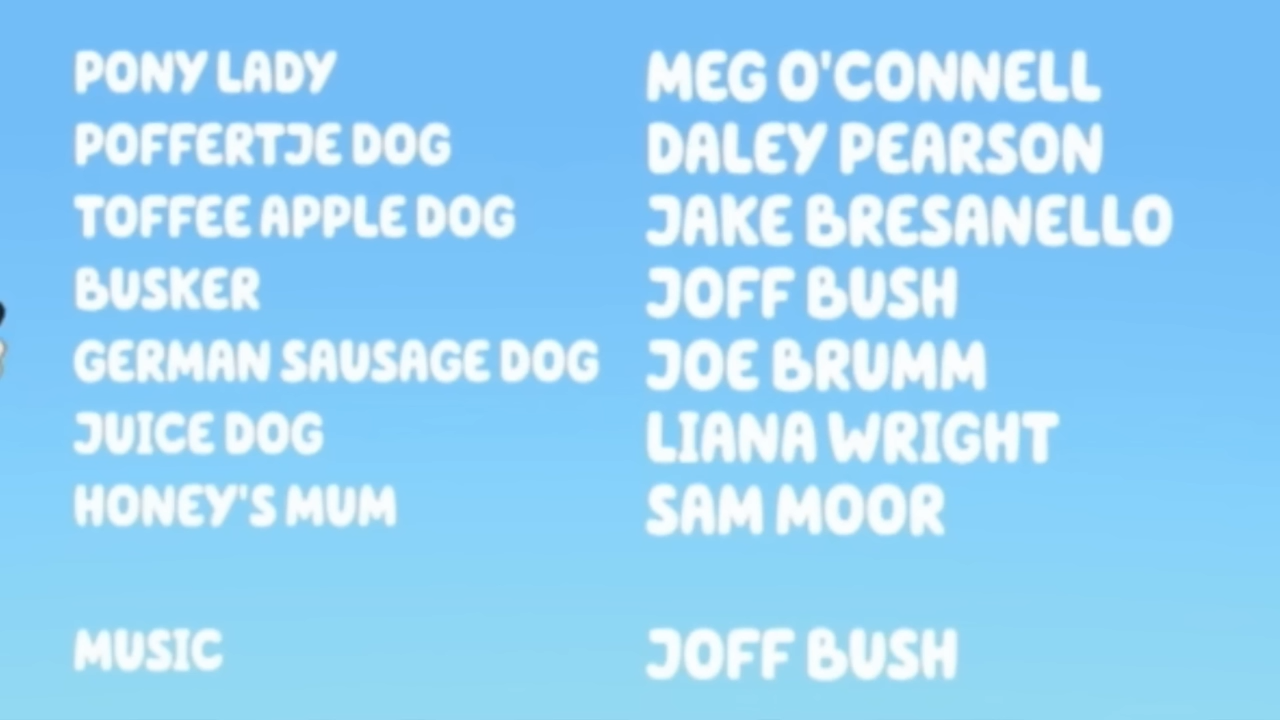 PONY LADY MEG O'CONNELL
POFFERTJE DOG DALEY PEARSON
TOFFEE APPLE DOG JAKE BRESANELLO
BUSKER JOFF BUSH
GERMAN SAUSAGE DOG JOE BRUMM
JUICE DOG LIANA WRIGHT
HONEY'S MUM SAM MOOR
MUSIC JOFF BUSH